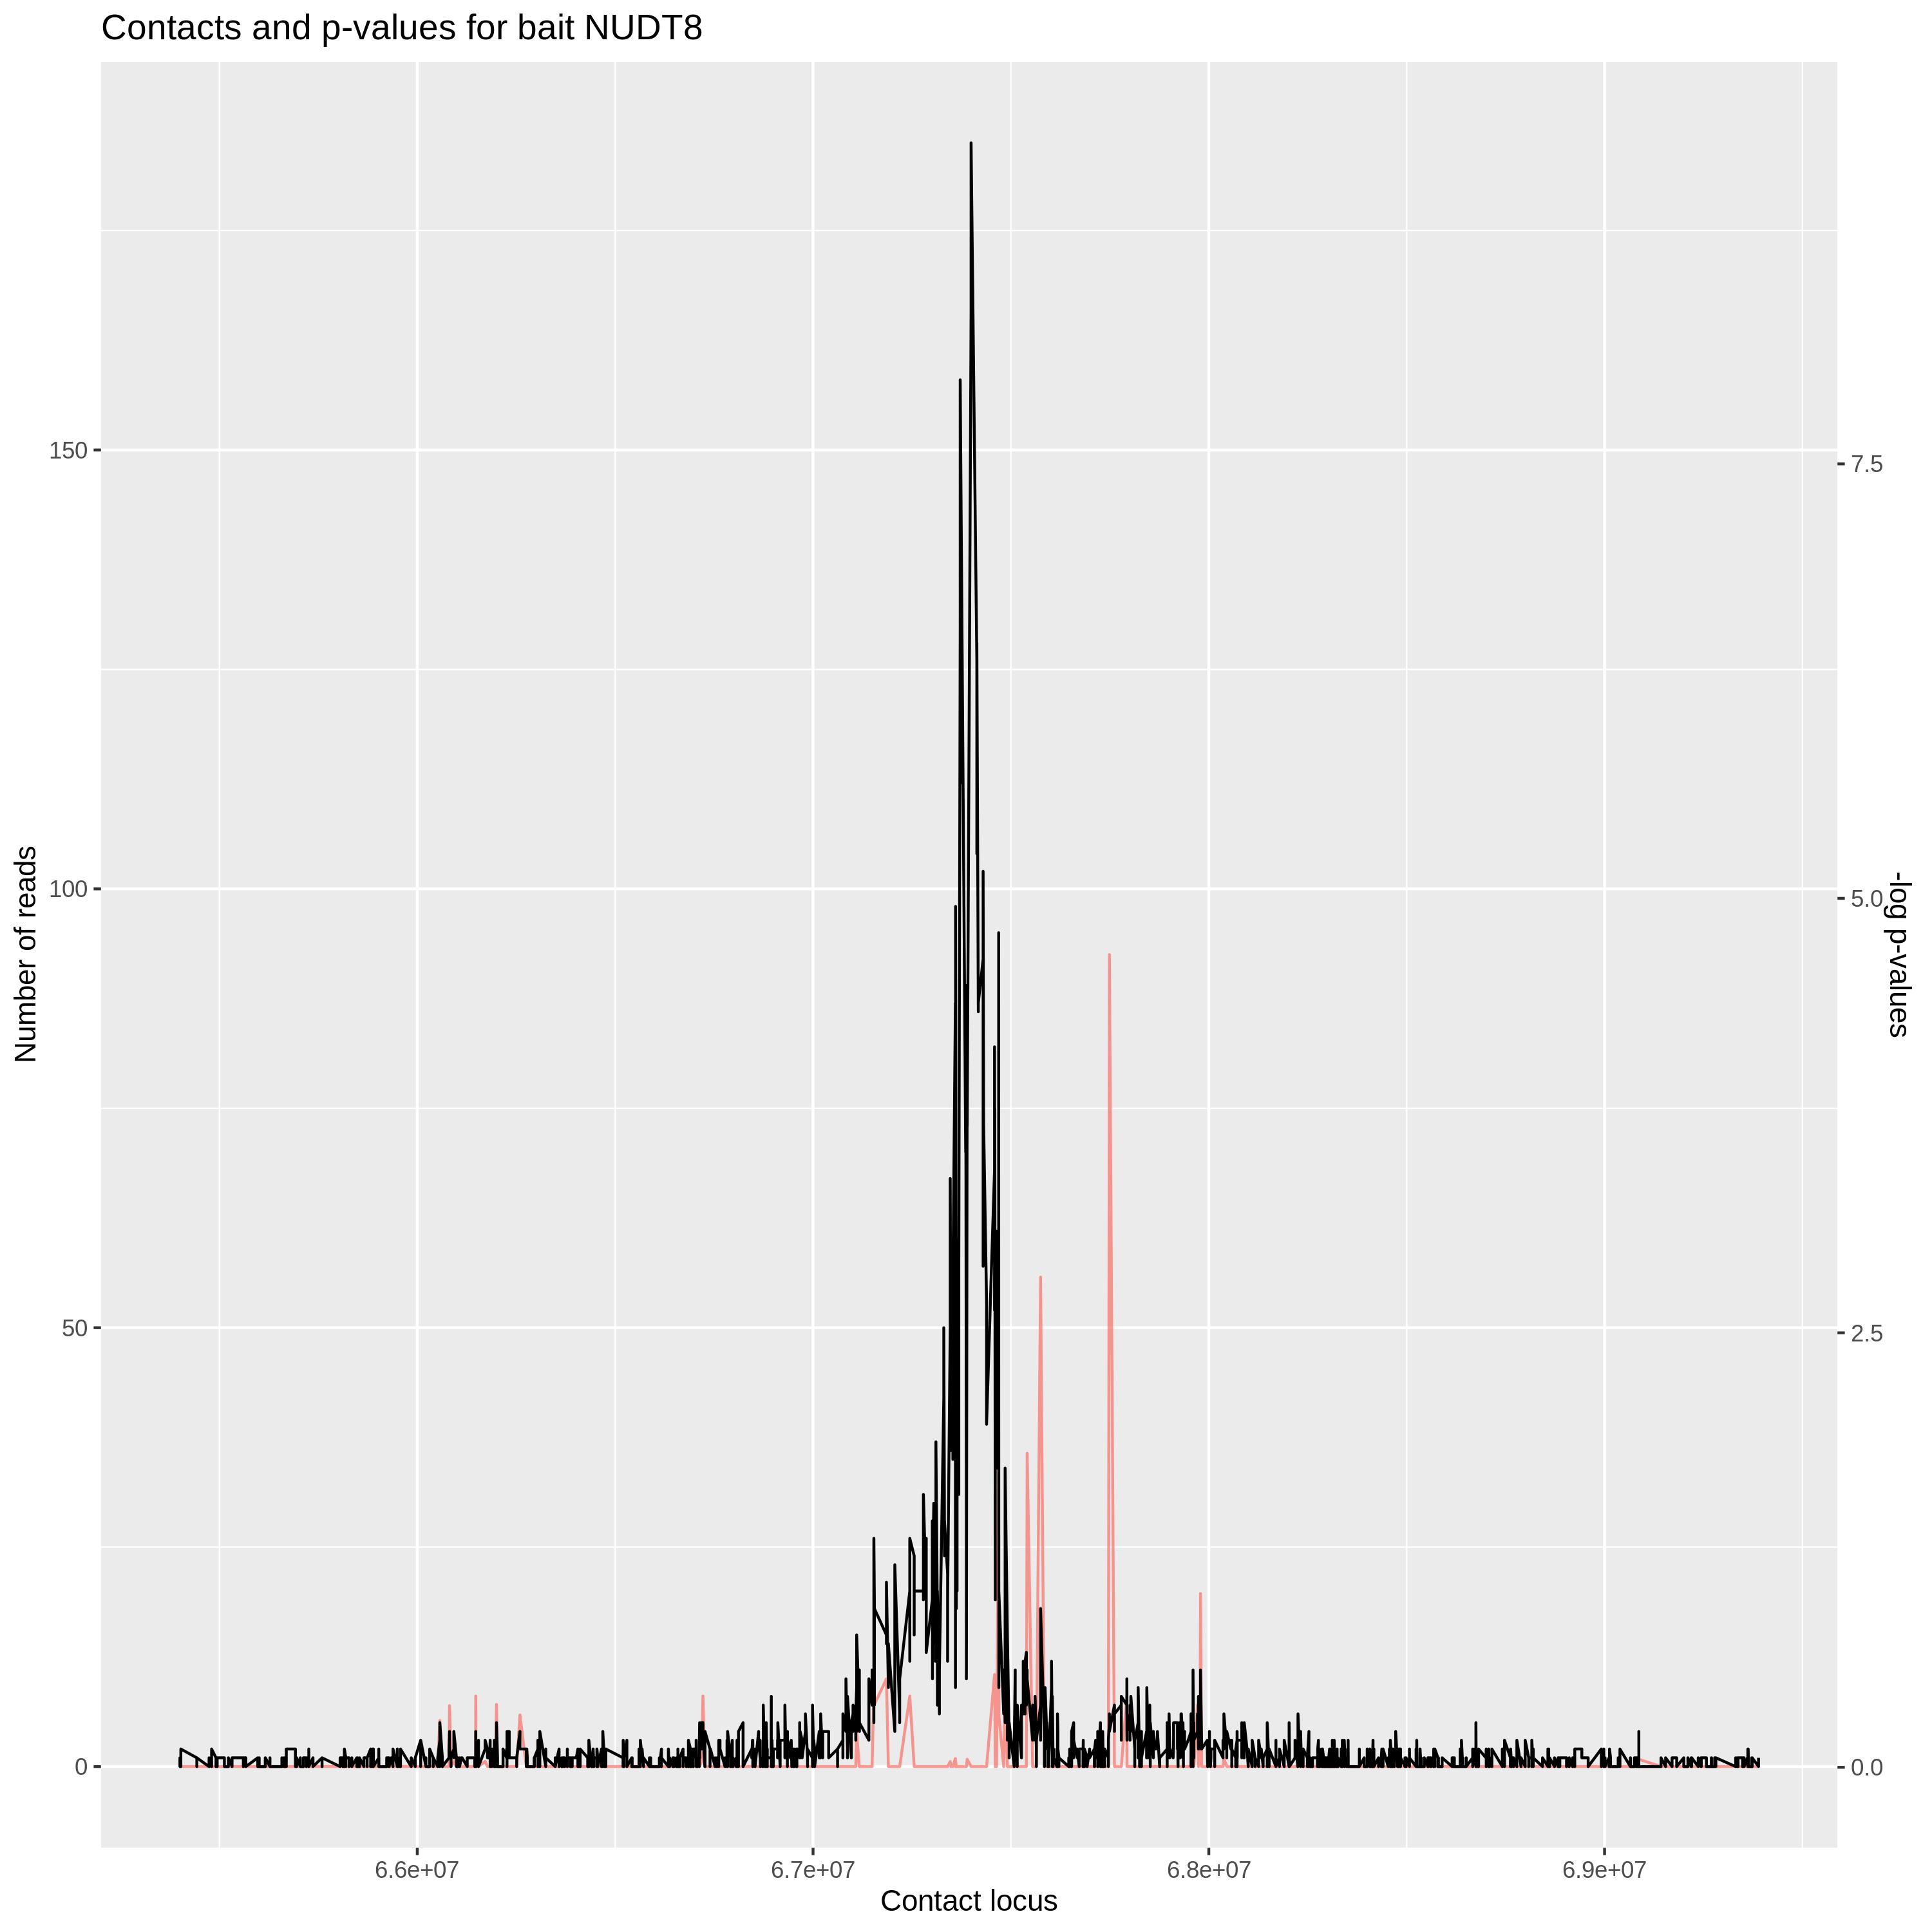 Contacts and p-values for bait NUDT8
Number of reads
150
100
50
0
7.5
5.0
2.5
0.0
-log p-values
6.6e+07
6.7e+07
6.8e+07
6.9e+07
Contact locus